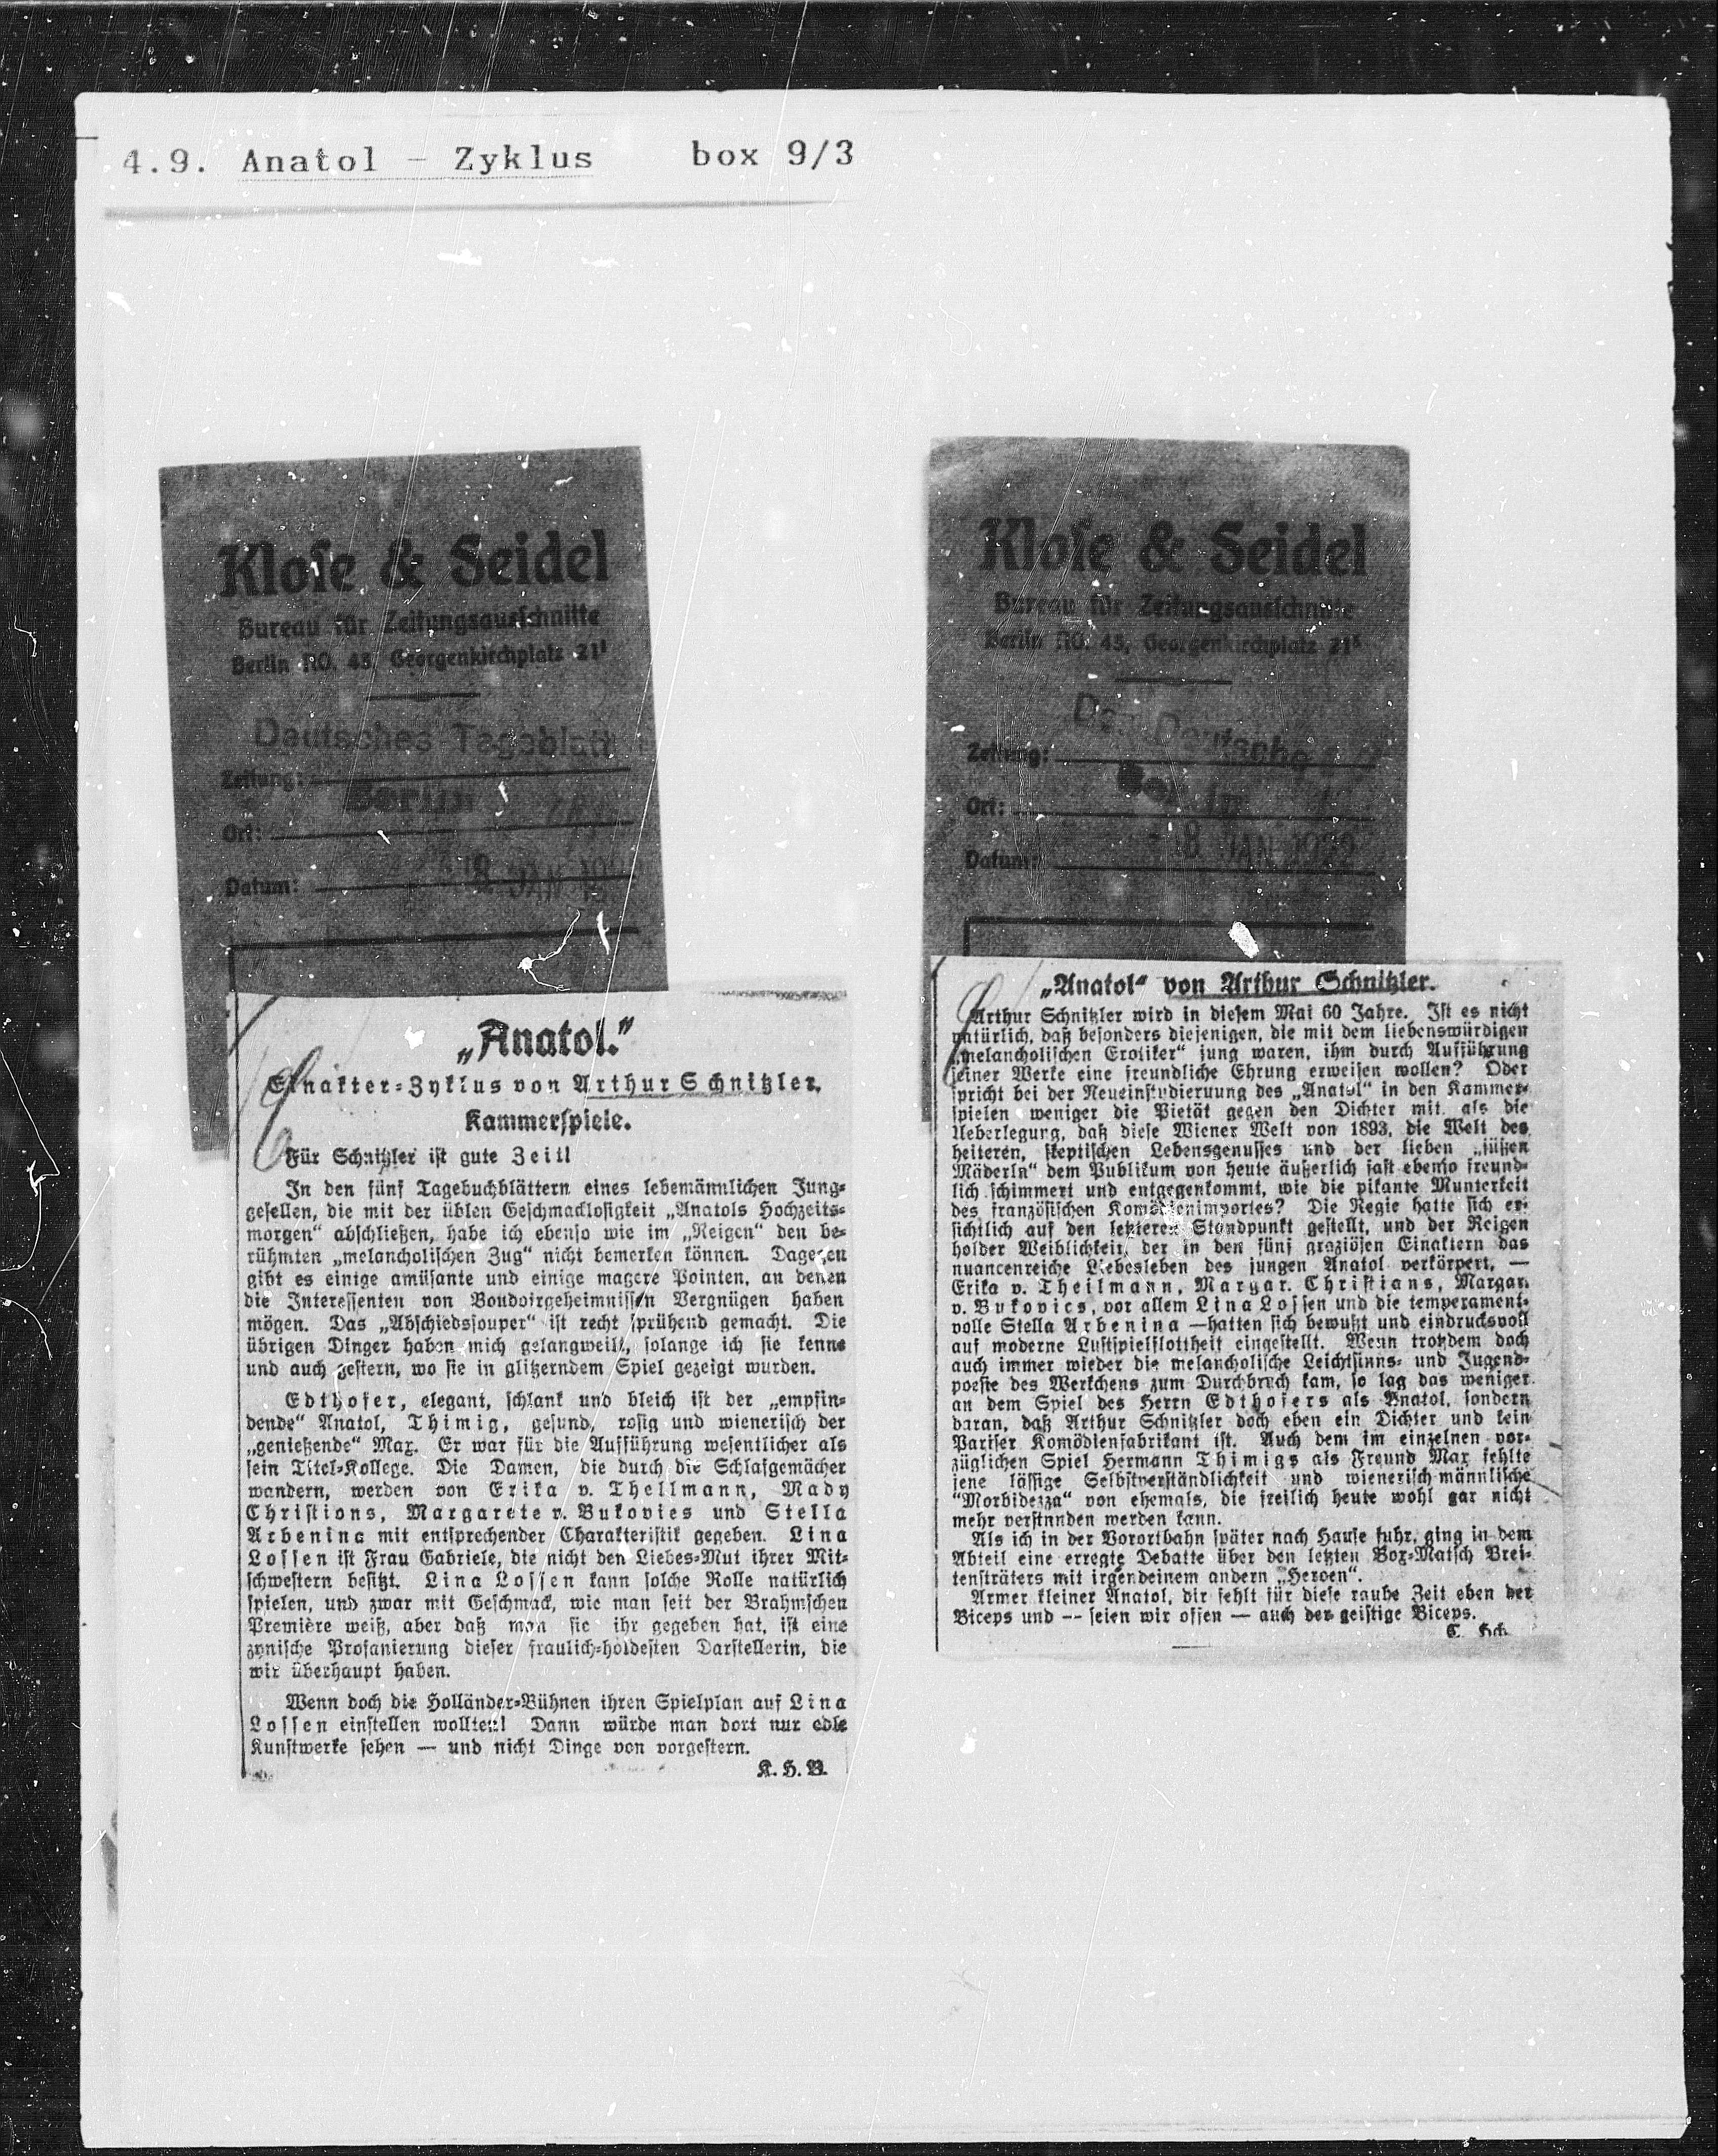 4.9. Anatol - Zyklus box 9/3
Klose & Seidel
Bureau für Zeitungsausschnitte
Berlin NO. 43, Georgenkirchplatz 21¹
Deutsches Tageblatt
Zeitung:
Berlin
Ort:
Datum:
„Anatol.“
Einakter-Zyklus von Arthur Schnitzler.
Kammerspiele.
Für Schnitzler ist gute Zeit!
In den fünf Tagebuchblättern eines lebemännlichen Jung-
gesellen, die mit der üblen Geschmacklosigkeit „Anatols Hochzeits-
morgen“ abschließen, habe ich ebenso wie im „Reigen“ den be-
rühmten „melancholischen Zug“ nicht bemerken können. Dagegen
gibt es einige amüsante und einige magere Pointen, an denen
die Interessenten von Boudoirgeheimnissen Vergnügen haben
mögen. Das „Abschiedssouper“ ist recht sprühend gemacht. Die
übrigen Dinger haben mich gelangweilt, solange ich sie kenne
und auch gestern, wo sie in glitzerndem Spiel gezeigt wurden.
Edthofer, elegant, schlank und bleich ist der „empfin-
dende“ Anatol, Thimig, gesund, rosig und wienerisch der
„genießende“ Max. Er war für die Aufführung wesentlicher als
sein Titel-Kollege. Die Damen, die durch die Schlafgemächer
wandern, werden von Erika v. Thellmann, Mady
Christions, Margarete v. Bukovies und Stella
Arbenina mit entsprechender Charakteristik gegeben. Lina
Lossen ist Frau Gabriele, die nicht den Liebes-Mut ihrer Mit-
schwestern besitzt. Lina Lossen kann solche Rolle natürlich
spielen, und zwar mit Geschmack, wie man seit der Brahmschen
Première weiß, aber daß man sie ihr gegeben hat, ist eine
zynische Profanierung dieser fraulich-holdesten Darstellerin, die
wir überhaupt haben.
Wenn doch die Holländer-Bühnen ihren Spielplan auf Lina
Lossen einstellen wollten! Dann würde man dort nur edle
Kunstwerke sehen — und nicht Dinge von vorgestern.
K. H. B.
Klose & Seidel
Bureau für Zeitungsausschnitte
Berlin NO. 43, Georgenkirchplatz 21¹
Zeitung:
Berlin
Ort:
Datum: 8. JAN 1922
„Anatol“ von Arthur Schnitzler.
Arthur Schnitzler wird in diesem Mai 60 Jahre. Ist es nicht
natürlich, daß besonders diejenigen, die mit dem liebenswürdigen
„melancholischen Erotiker“ jung waren, ihm durch Aufführung
seiner Werke eine freundliche Ehrung erweisen wollen? Oder
spricht bei der Neueinstudieruung des „Anatol“ in den Kammer-
spielen weniger die Pietät gegen den Dichter mit, als die
Ueberlegung, daß diese Wiener Welt von 1893, die Welt des
heiteren, skeptischen Lebensgenusses und der lieben „süßen
Mäderln“ dem Publikum von heute äußerlich fast ebenso freund-
lich schimmert und entgegenkommt, wie die pikante Munterkeit
des französischen Komödienimportes? Die Regie hatte sich er-
sichtlich auf den letzteren Standpunkt gestellt, und der Reigen
holder Weiblichkeit, der in den fünf graziösen Einaktern das
nuancenreiche Liebesleben des jungen Anatol verkörpert, —
Erika v. Theilmann, Margar. Christians, Margar.
v. Bukovics, vor allem Lina Lossen und die temperament-
volle Stella Arbenina —hatten sich bewußt und eindrucksvoll
auf moderne Lustspielflottheit eingestellt. Wenn trotzdem doch
auch immer wieder die melancholische Leichtsinns- und Jugend-
poesie des Werkchens zum Durchbruch kam, so lag das weniger
an dem Spiel des Herrn Edthofers als Anatol, sondern
daran, daß Arthur Schnitzler doch eben ein Dichter und kein
Pariser Komödienfabrikant ist. Auch dem im einzelnen vor-
züglichen Spiel Hermann Thimigs als Freund Max fehlte
jene lässige Selbstverständlichkeit und wienerisch-männlische
"Morbidezza“ von ehemals, die freilich heute wohl gar nicht
mehr verstnnden werden kann.
Als ich in der Vorortbahn später nach Hause fuhr, ging in dem
Abteil eine erregte Debatte über den letzten Box-Matsch Brei-
tensträters mit irgendeinem andern „Heroen“.
Armer kleiner Anatol, dir fehlt für diese rauhe Zeit eben der
Biceps und -- seien wir offen — auch der geistige Biceps.